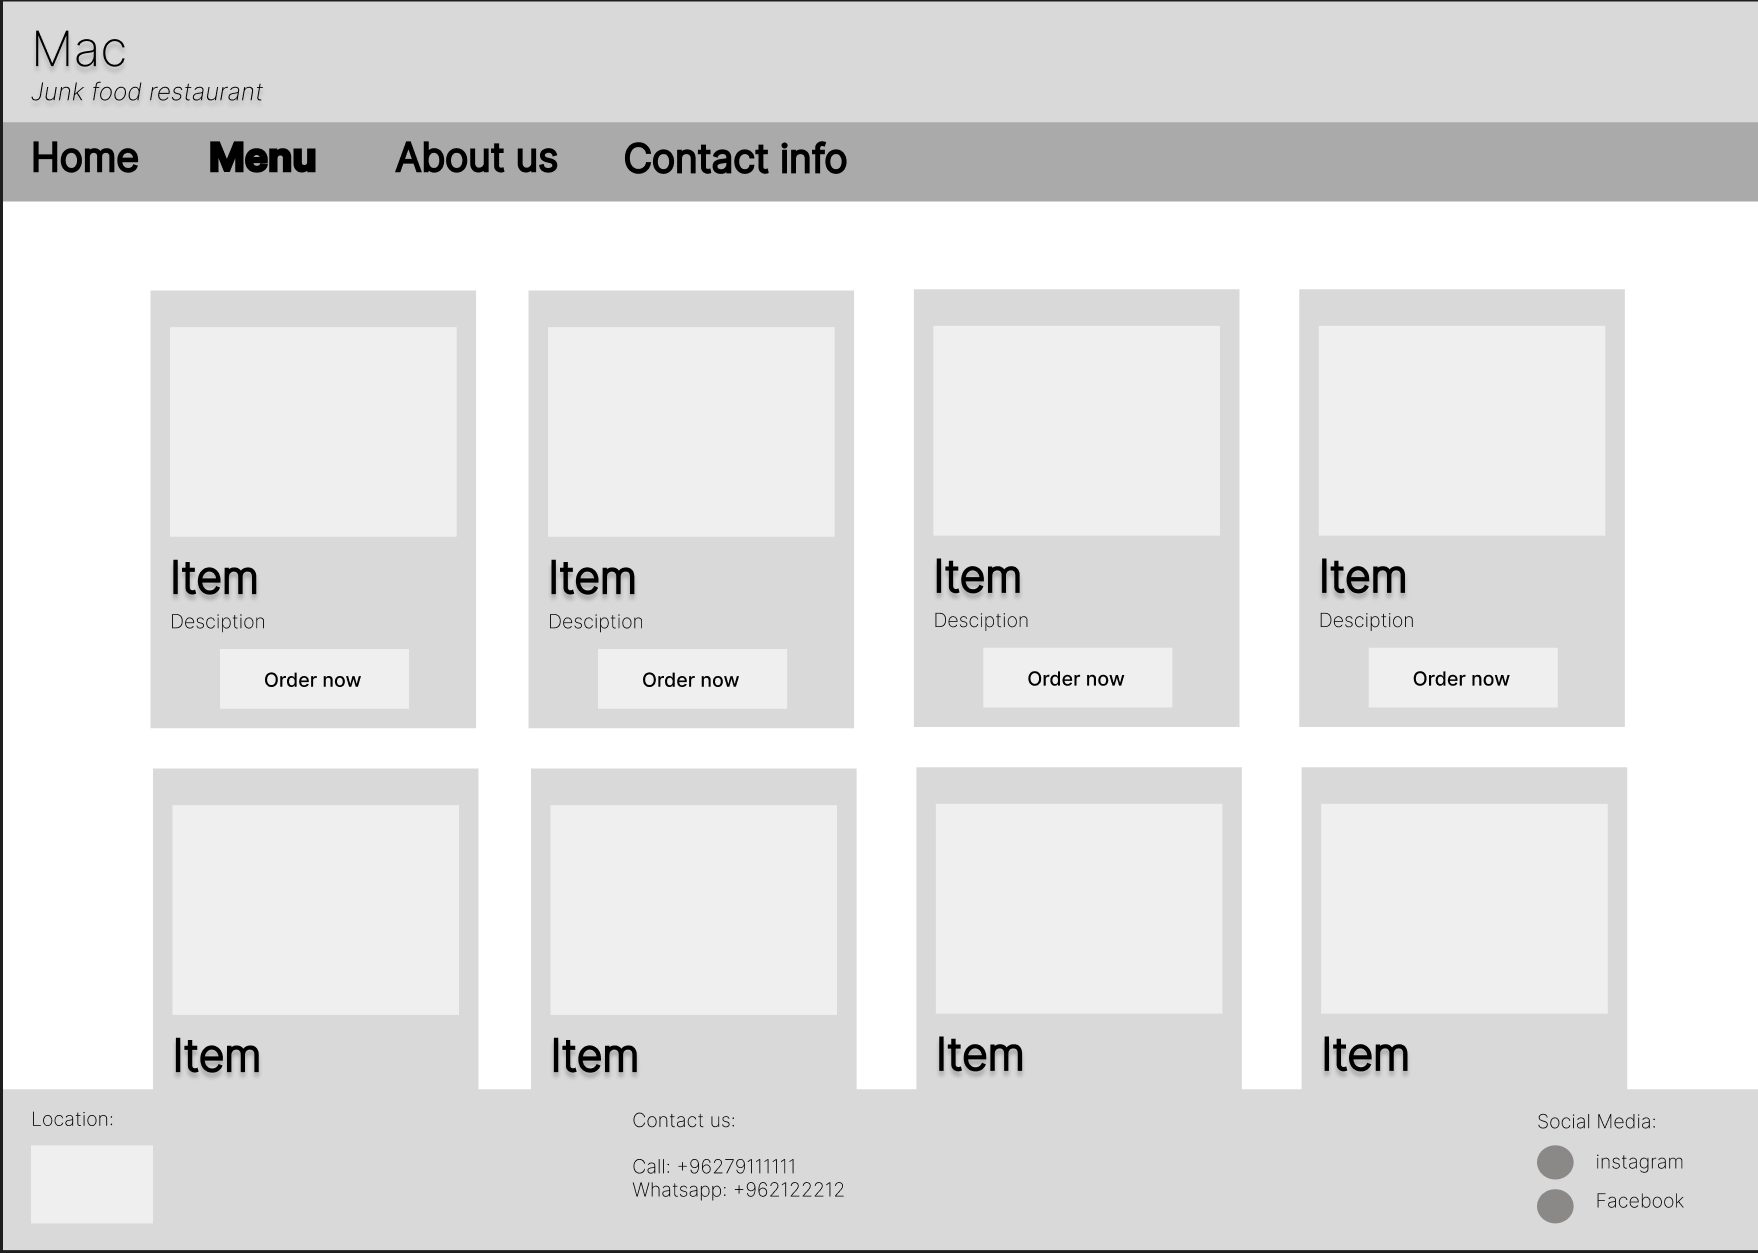 Mac
Junk food restaurant
Home Menu About us Contact info
Item Item Item Item
Desciption Desciption Desciption Desciption
Order now Order now Order now Order now
Item Item Item Item
Location:
Contact us:
Call: +96279111111
Whatsapp: +962122212
Social Media:
instagram
Facebook